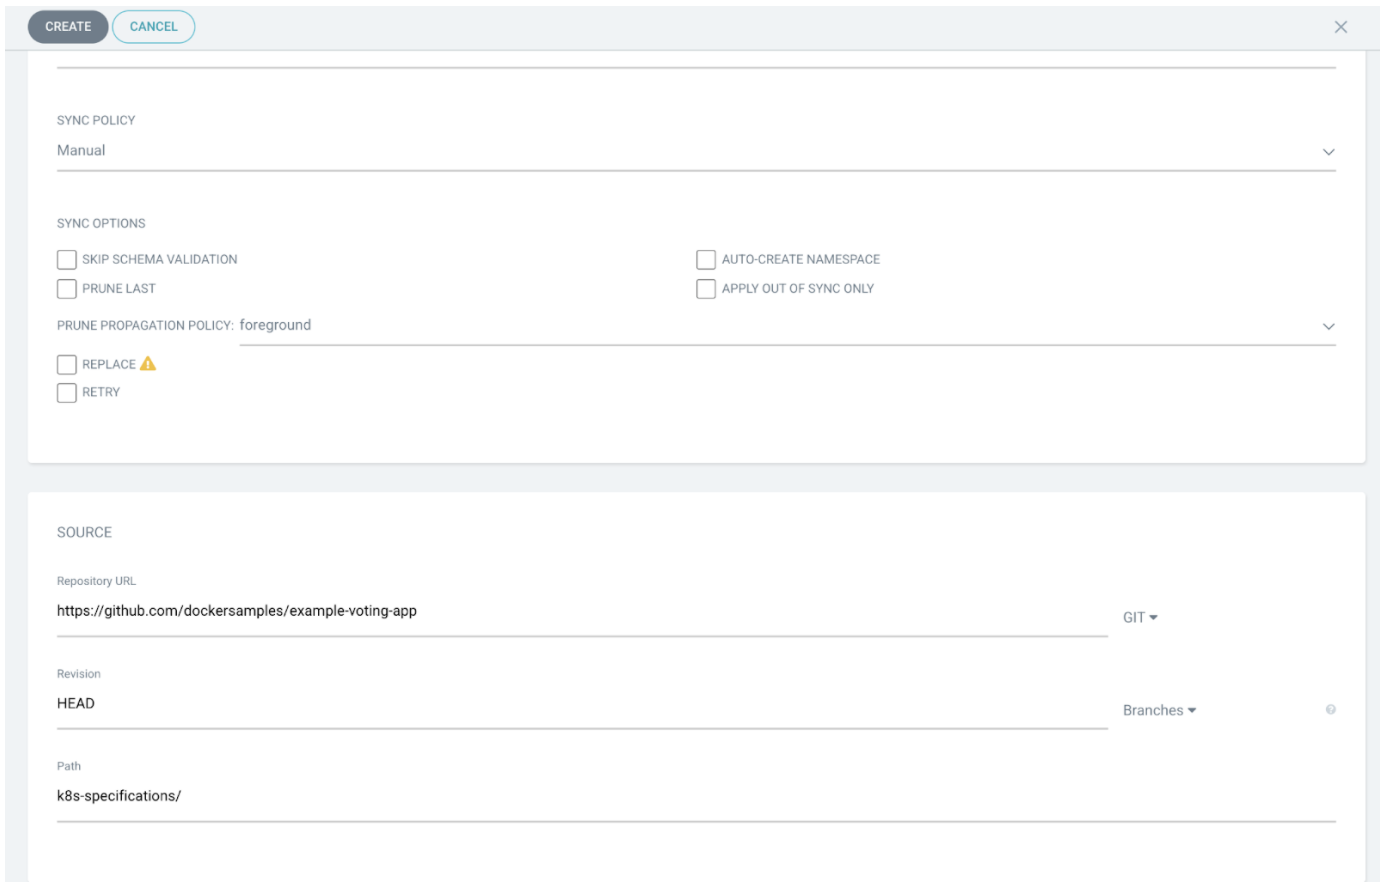 CREATE CANCEL
SYNC POLICY
Manual
SYNC OPTIONS
SKIP SCHEMA VALIDATION AUTO-CREATE NAMESPACE
PRUNE LAST APPLY OUT OF SYNC ONLY
PRUNE PROPAGATION POLICY: foreground
REPLACE
RETRY
SOURCE
Repository URL
https://github.com/dockersamples/example-voting-app GIT
Revision
HEAD Branches
Path
k8s-specifications/